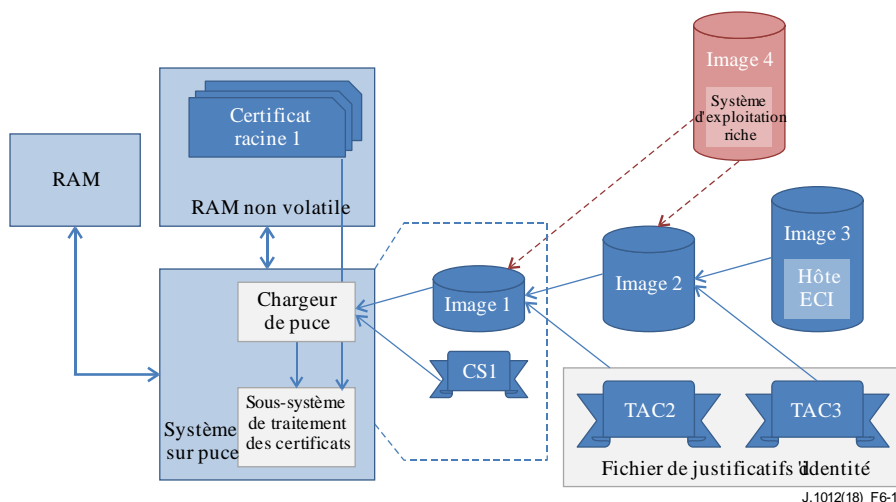 Image 4
Système
d'exploitation
riche
Certificat
racine 1
RAM
RAM non volatile
Image 3
Hôte
ECI
Image 2
Image 1
Chargeur
de puce
CS1
Sous-système
de traitement
des certificats
Système
sur puce
TAC2
TAC3
Fichier de justificatifs d'identité
J.1012(18)_F6-1